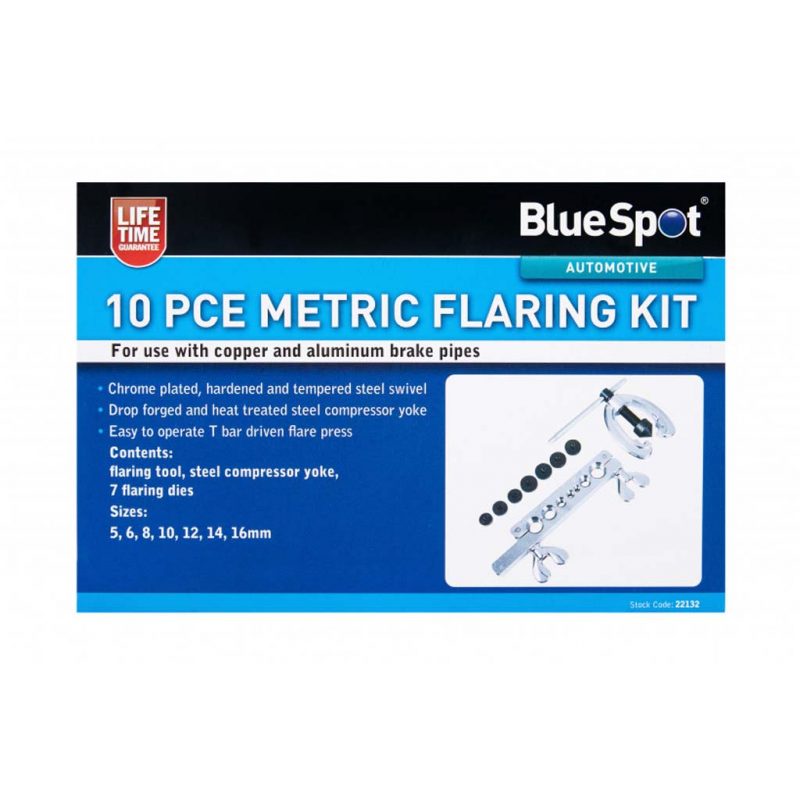 LIFE
TIME
GUARANTEE
BlueSpot®
AUTOMOTIVE
10 PCE METRIC FLARING KIT
For use with copper and aluminum brake pipes
• Chrome plated, hardened and tempered steel swivel
• Drop forged and heat treated steel compressor yoke
• Easy to operate T bar driven flare press
Contents:
flaring tool, steel compressor yoke,
7 flaring dies
Sizes:
5, 6, 8, 10, 12, 14, 16mm
Stock Code: 22132